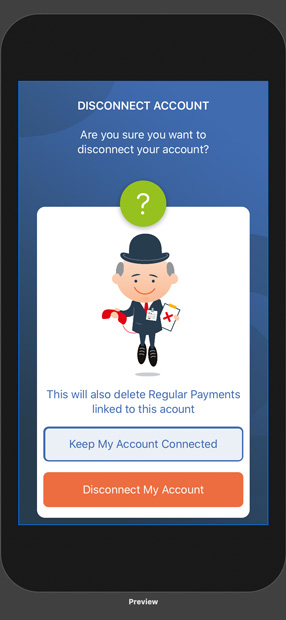 DISCONNECT ACCOUNT
Are you sure you want to
disconnect your account?
?
This will also delete Regular Payments
linked to this acount
Keep My Account Connected
Disconnect My Account
Preview